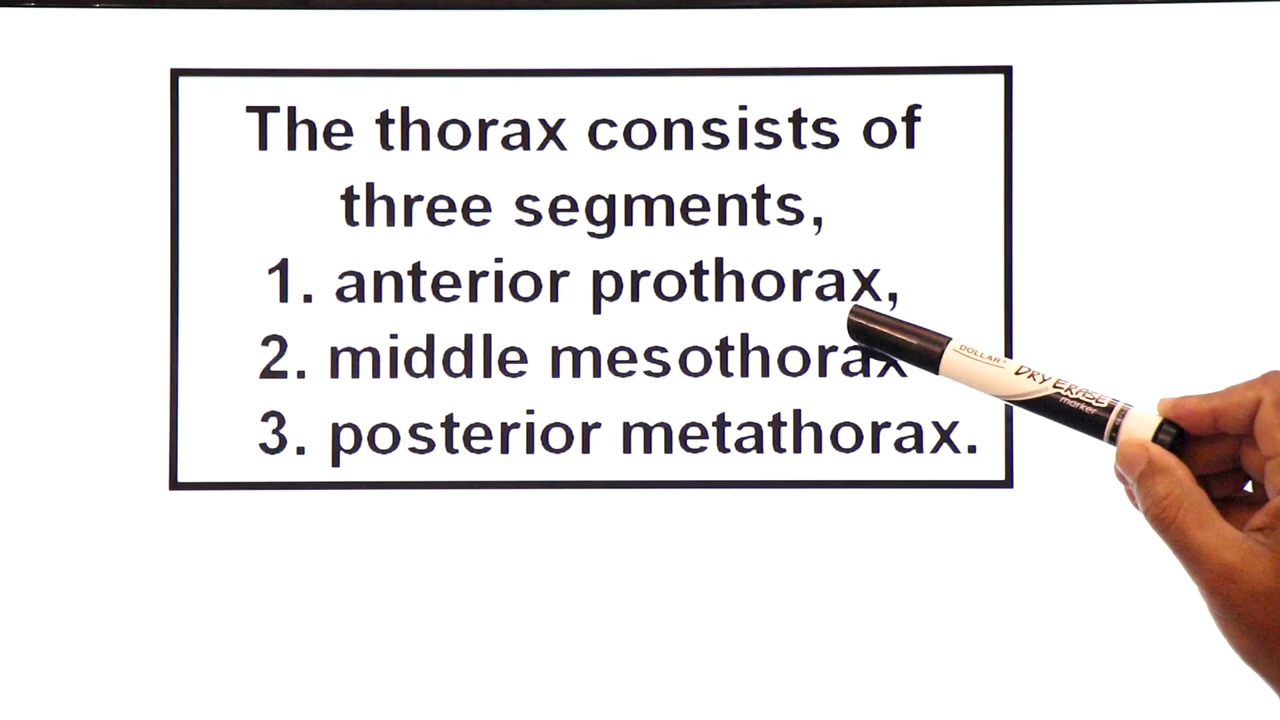 The thorax consists of
three segments,
1. anterior prothorax,
2. middle mesothorax
3. posterior metathorax.
DOLLAR
DRY ERASE
marker